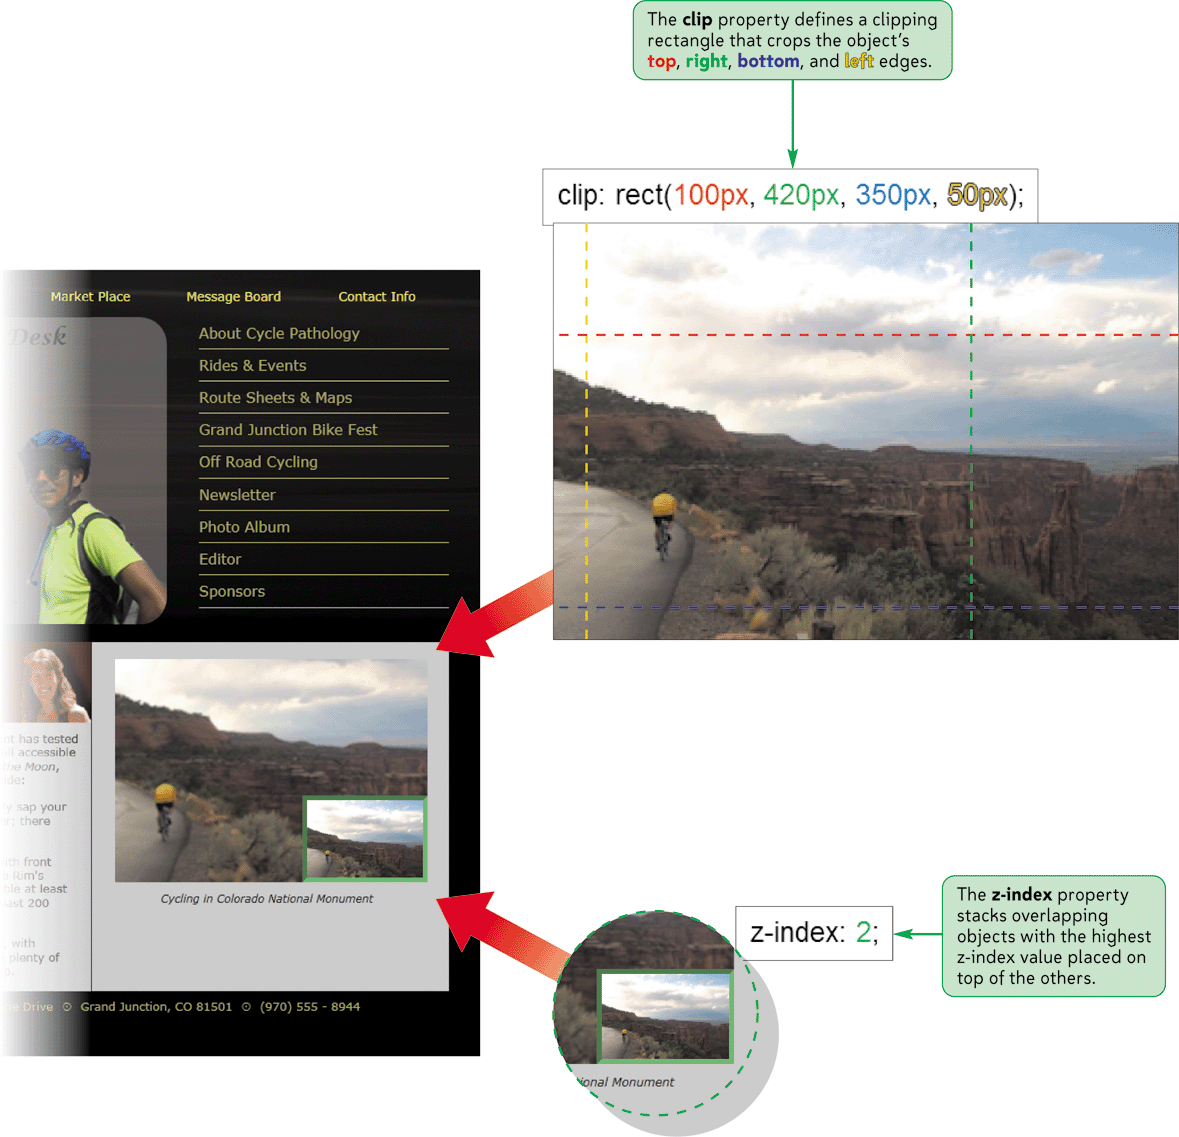 The clip property defines a clipping
rectangle that crops the object's
top, right, bottom, and left edges.
clip: rect(100px, 420px, 350px, 50px);
Market Place Message Board Contact Info
Desk
About Cycle Pathology
Rides & Events
Route Sheets & Maps
Grand Junction Bike Fest
Off Road Cycling
Newsletter
Photo Album
Editor
Sponsors
has tested
accessible
the Moon,
sap your
there
front
Rim's
at least
200
with
plenty of
Cycling in Colorado National Monument
Drive ⊙ Grand Junction, CO 81501 ⊙ (970) 555 - 8944
z-index: 2;
The z-index property
stacks overlapping
objects with the highest
z-index value placed on
top of the others.
Monument